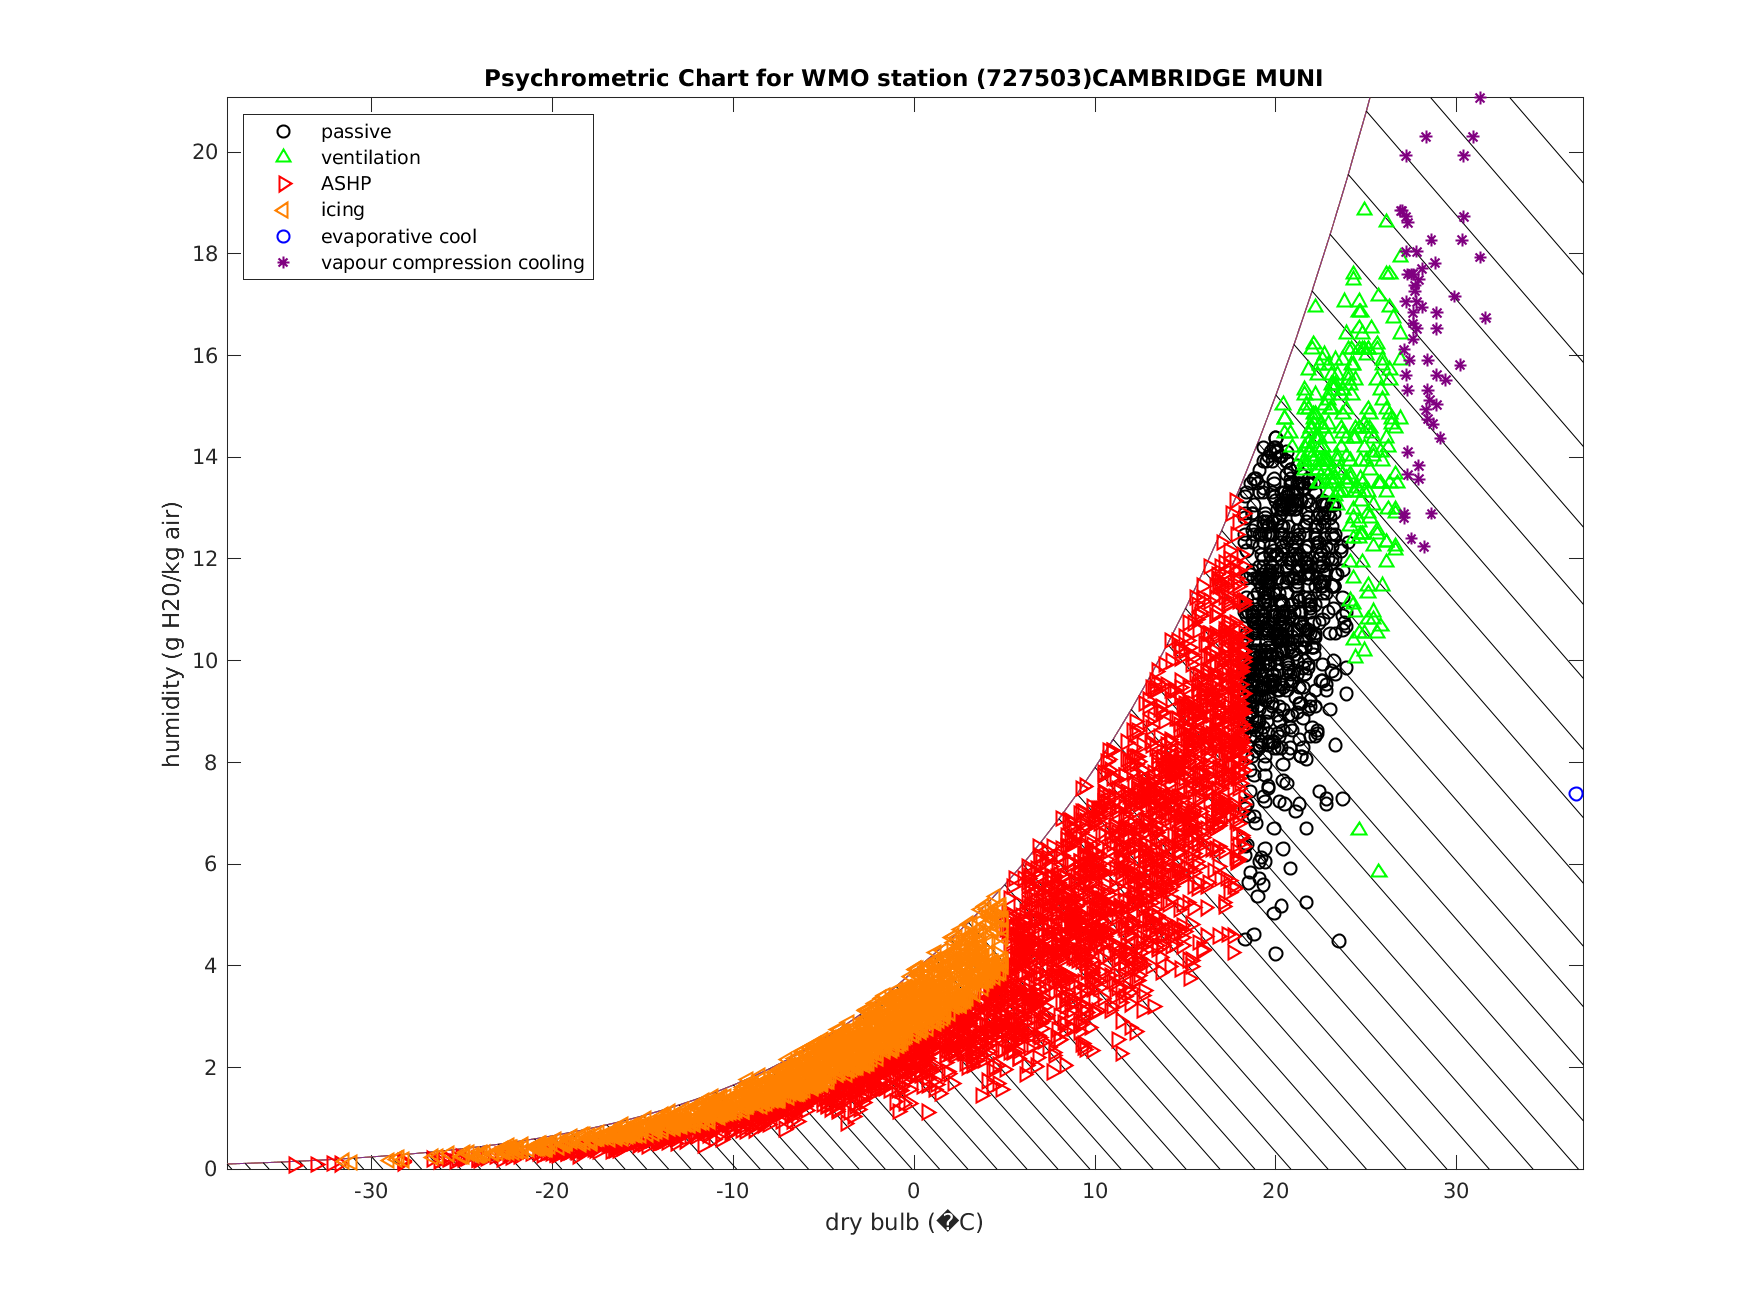 Psychrometric Chart for WMO station (727503)CAMBRIDGE MUNI
passive
ventilation
ASHP
icing
evaporative cool
vapour compression cooling
humidity (g H20/kg air)
20
18
16
14
12
10
8
6
4
2
0
-30 -20 -10 0 10 20 30
dry bulb (�C)